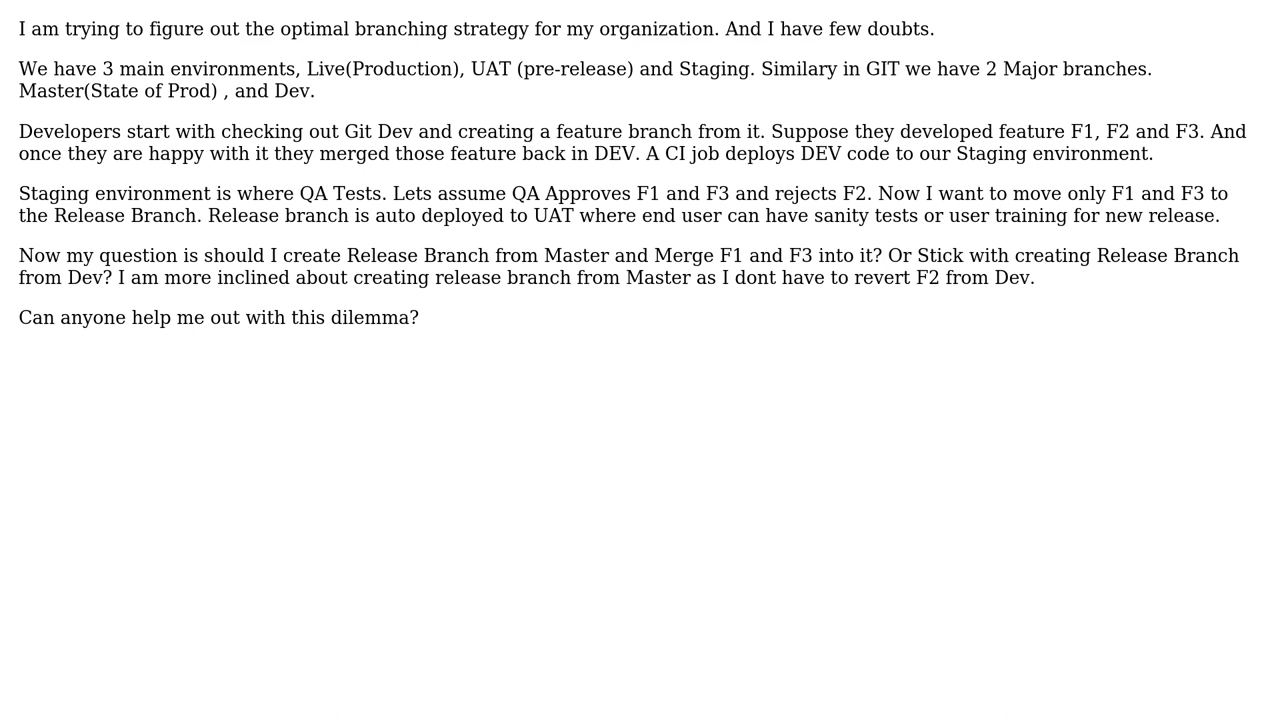 I am trying to figure out the optimal branching strategy for my organization. And I have few doubts.
We have 3 main environments, Live(Production), UAT (pre-release) and Staging. Similary in GIT we have 2 Major branches.
Master(State of Prod) , and Dev.
Developers start with checking out Git Dev and creating a feature branch from it. Suppose they developed feature F1, F2 and F3. And
once they are happy with it they merged those feature back in DEV. A CI job deploys DEV code to our Staging environment.
Staging environment is where QA Tests. Lets assume QA Approves F1 and F3 and rejects F2. Now I want to move only F1 and F3 to
the Release Branch. Release branch is auto deployed to UAT where end user can have sanity tests or user training for new release.
Now my question is should I create Release Branch from Master and Merge F1 and F3 into it? Or Stick with creating Release Branch
from Dev? I am more inclined about creating release branch from Master as I dont have to revert F2 from Dev.
Can anyone help me out with this dilemma?